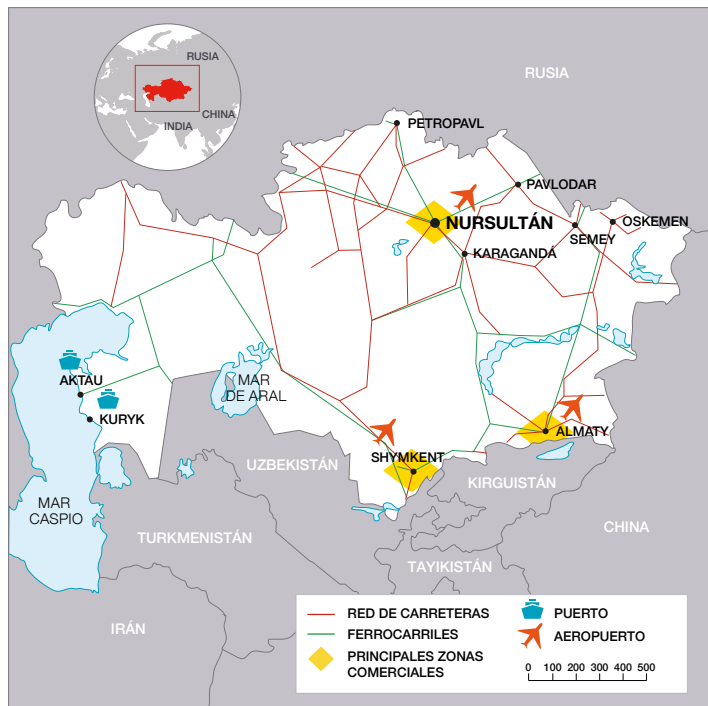 RUSIA
CHINA
INDIA
RUSIA
PETROPAVL
PAVLODAR
NURSULTÁN
OSKEMEN
SEMEY
KARAGANDÁ
AKTAU
KURYK
MAR
DE ARAL
ALMATY
SHYMKENT
UZBEKISTÁN
KIRGUISTÁN
MAR
CASPIO
CHINA
TURKMENISTÁN
TAYIKISTÁN
IRÁN
RED DE CARRETERAS
FERROCARRILES
PRINCIPALES ZONAS
COMERCIALES
PUERTO
AEROPUERTO
0 100 200 300 400 500